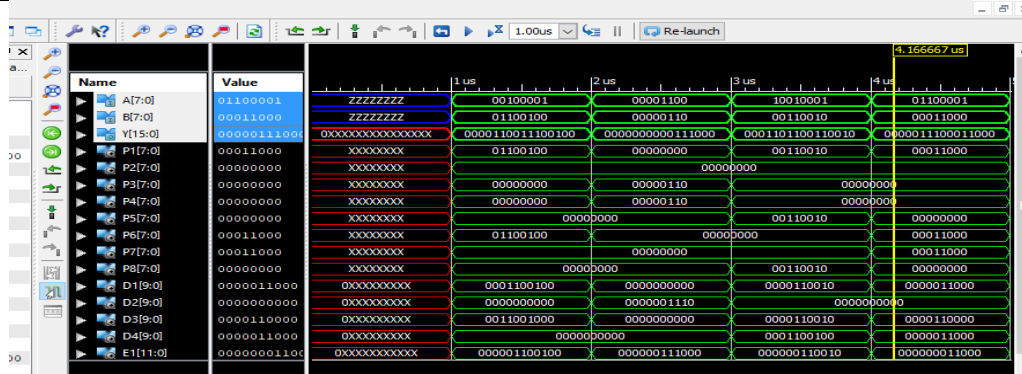 1.00us Re-launch
4.166667 us
Name Value 1 us 2 us 3 us 4 us
A[7:0] 01100001 ZZZZZZZZ 00100001 00001100 10010001 01100001
B[7:0] 00011000 ZZZZZZZZ 01100100 00000110 00110010 00011000
Y[15:0] 00000111000 0XXXXXXXXXXXXXXX 0000110011100100 0000000000111000 0001101100110010 0000011100011000
P1[7:0] 00011000 XXXXXXXX 01100100 00000000 00110010 00011000
P2[7:0] 00000000 XXXXXXXX 00000000
P3[7:0] 00000000 XXXXXXXX 00000000 00000110 00000000
P4[7:0] 00000000 XXXXXXXX 00000000 00000110 00000000
P5[7:0] 00000000 XXXXXXXX 00000000 00110010 00000000
P6[7:0] 00011000 XXXXXXXX 01100100 00000000 00011000
P7[7:0] 00011000 XXXXXXXX 00000000 00011000
P8[7:0] 00000000 XXXXXXXX 00000000 00110010 00000000
D1[9:0] 0000011000 0XXXXXXXXX 0001100100 0000000000 0000110010 0000011000
D2[9:0] 0000000000 0XXXXXXXXX 0000000000 0000001110 0000000000
D3[9:0] 0000110000 0XXXXXXXXX 0011001000 0000000000 0000110010 0000110000
D4[9:0] 0000011000 0XXXXXXXXX 0000000000 0001100100 0000011000
E1[11:0] 00000001100 0XXXXXXXXXXX 000001100100 000000111000 000000110010 000000011000